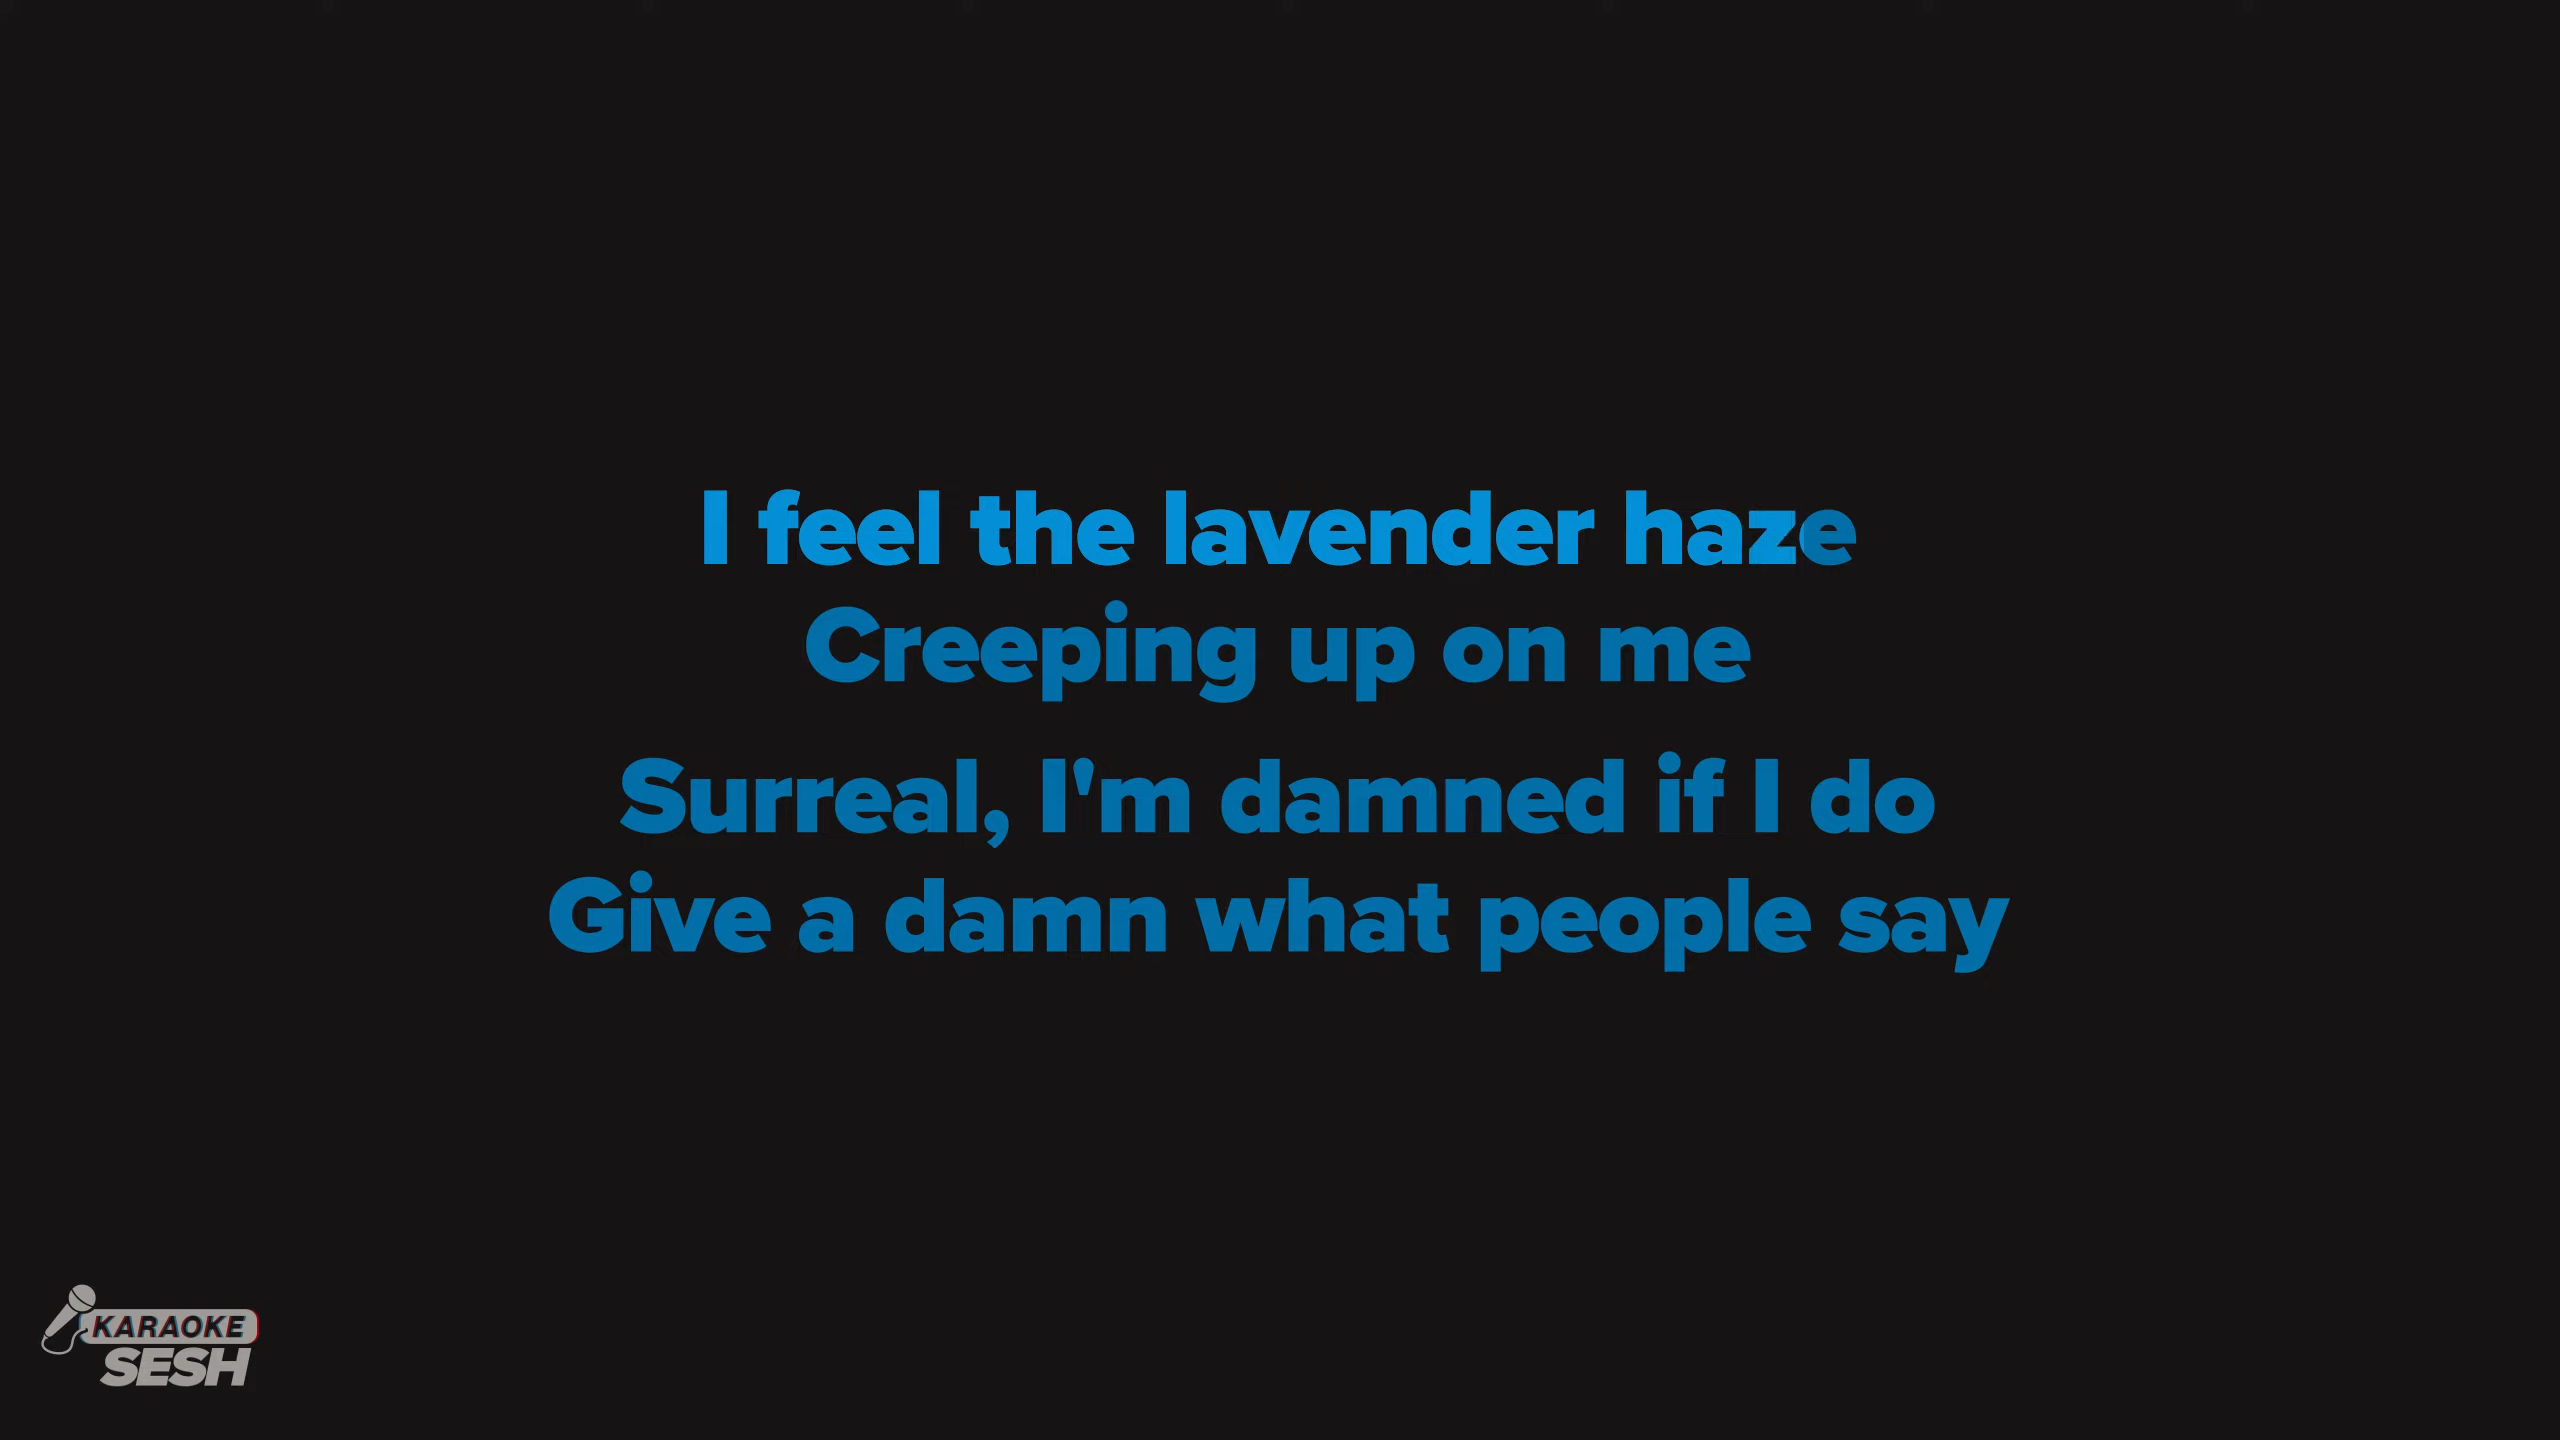 I feel the lavender haze
Creeping up on me
Surreal, I'm damned if I do
Give a damn what people say
KARAOKE
SESH